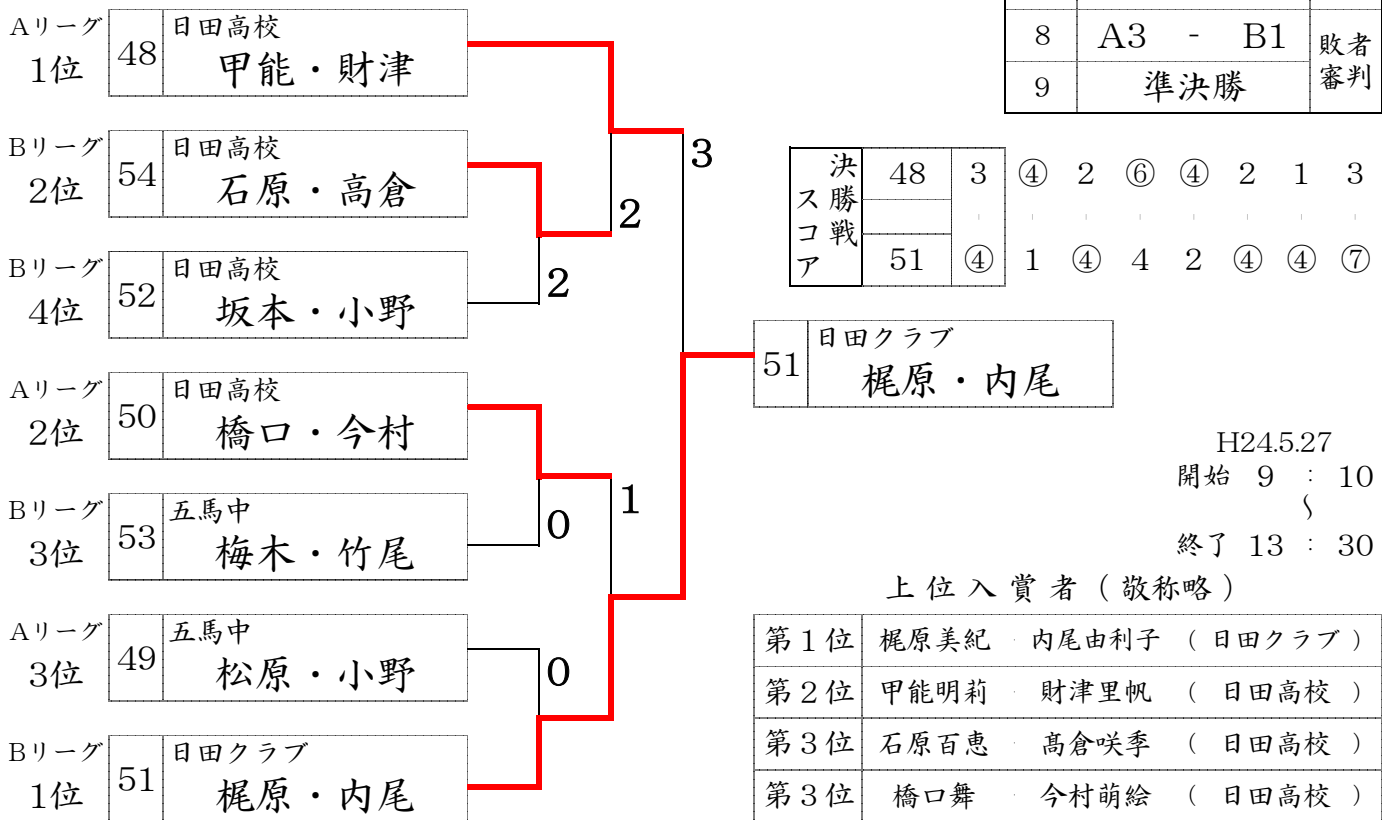 Aリーグ 1位 48 日田高校
甲能・財津
Bリーグ 2位 54 日田高校
石原・高倉
Bリーグ 4位 52 日田高校
坂本・小野
Aリーグ 2位 50 日田高校
橋口・今村
Bリーグ 3位 53 五馬中
梅木・竹尾
Aリーグ 3位 49 五馬中
松原・小野
Bリーグ 1位 51 日田クラブ
梶原・内尾
2
2
0
0
1
3
8 A3 - B1
9 準決勝
敗者
審判
決勝戦
スコア
48 3 ④ 2 ⑥ ④ 2 1 3
- - - - - - - -
51 ④ 1 ④ 4 2 ④ ④ ⑦
51 日田クラブ
梶原・内尾
H24.5.27
開始 9 : 10
〜
終了 13 : 30
上位入賞者(敬称略)
第1位 梶原美紀 ・ 内尾由利子 (日田クラブ)
第2位 甲能明莉 ・ 財津里帆 (日田高校)
第3位 石原百恵 ・ 髙倉咲季 (日田高校)
第3位 橋口舞 ・ 今村萌絵 (日田高校)